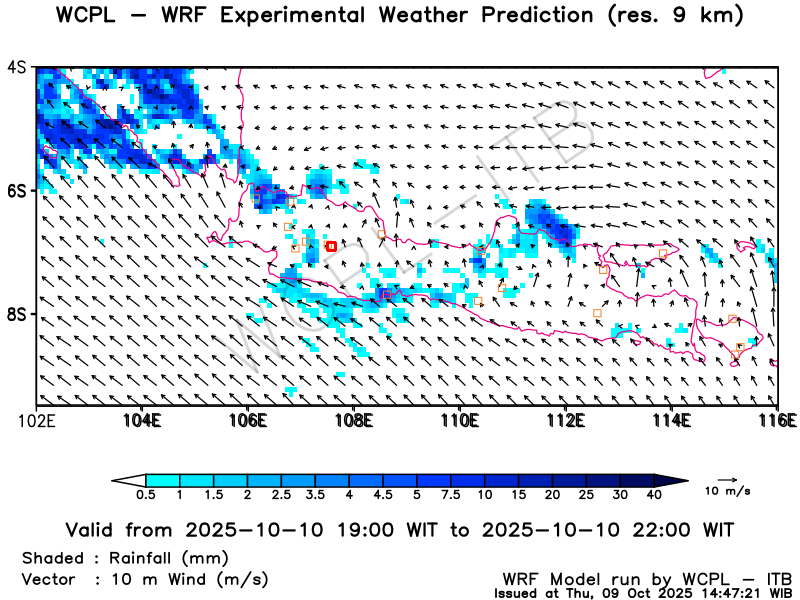 WCPL – WRF Experimental Weather Prediction (res. 9 km)
4S
6S
8S
WCPL–ITB
102E 104E 106E 108E 110E 112E 114E 116E
0.5 1 1.5 2 2.5 3.5 4 4.5 5 7.5 10 15 20 25 30 40
10 m/s
Valid from 2025-10-10 19:00 WIT to 2025-10-10 22:00 WIT
Shaded : Rainfall (mm)
Vector : 10 m Wind (m/s)
WRF Model run by WCPL – ITB
Issued at Thu, 09 Oct 2025 14:47:21 WIB